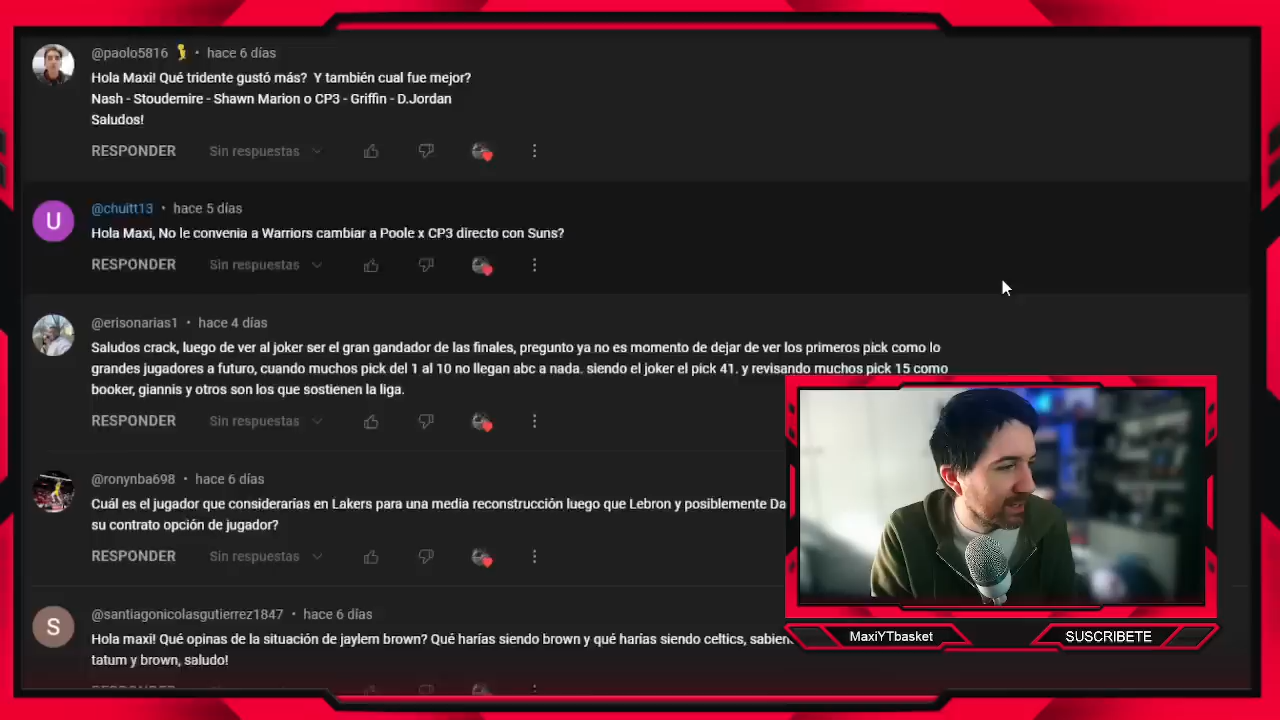 @paolo5816 • hace 6 días
Hola Maxi! Qué tridente gustó más? Y también cual fue mejor?
Nash - Stoudemire - Shawn Marion o CP3 - Griffin - D.Jordan
Saludos!
RESPONDER Sin respuestas
U
@chuitt13 • hace 5 días
Hola Maxi, No le convenia a Warriors cambiar a Poole x CP3 directo con Suns?
RESPONDER Sin respuestas
@erisonarias1 • hace 4 días
Saludos crack, luego de ver al joker ser el gran gandador de las finales, pregunto ya no es momento de dejar de ver los primeros pick como lo
grandes jugadores a futuro, cuando muchos pick del 1 al 10 no llegan abc a nada. siendo el joker el pick 41. y revisando muchos pick 15 como
booker, giannis y otros son los que sostienen la liga.
RESPONDER Sin respuestas
@ronynba698 • hace 6 días
Cuál es el jugador que considerarias en Lakers para una media reconstrucción luego que Lebron y posiblemente Da
su contrato opción de jugador?
RESPONDER Sin respuestas
S
@santiagonicolasgutierrez1847 • hace 6 días
Hola maxi! Qué opinas de la situación de jaylem brown? Qué harías siendo brown y qué harías siendo celtics, sabien
tatum y brown, saludo!
MaxiYTbasket
SUSCRIBETE